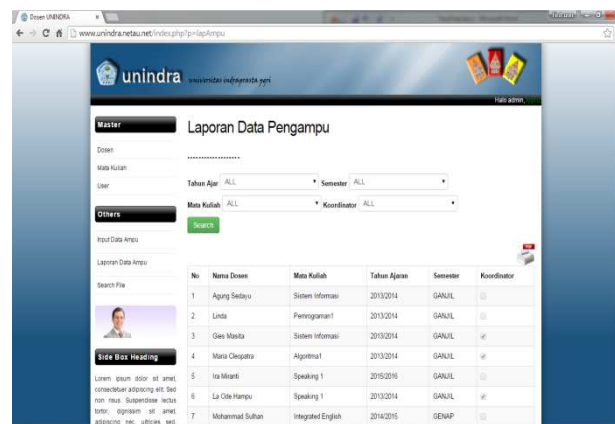 Dosen UNINDRA
www.unindra.netau.net/index.php?p=lapAmpu
unindra universitas indraprasta pgri
Halo admin,
Master
Dosen
Mata Kuliah
User
Others
Input Data Ampu
Laporan Data Ampu
Search File
Side Box Heading
Lorem ipsum dolor sit amet,
consectetuer adipiscing elit. Sed
non risus. Suspendisse lectus
tortor, dignissim sit amet,
adipiscing nec, ultricies sed,
Laporan Data Pengampu
Tahun Ajar ALL Semester ALL
Mata Kuliah ALL Koordinator ALL
Search
No Nama Dosen Mata Kuliah Tahun Ajaran Semester Koordinator
1 Agung Sedayu Sistem Informasi 2013/2014 GANJIL
2 Linda Pemrograman1 2013/2014 GANJIL
3 Gies Masita Sistem Informasi 2013/2014 GANJIL
4 Maria Cleopatra Algoritma1 2013/2014 GANJIL
5 Ira Miranti Speaking 1 2015/2016 GANJIL
6 La Ode Hampu Speaking 1 2013/2014 GANJIL
7 Mohammad Sulhan Integrated English 2014/2015 GENAP